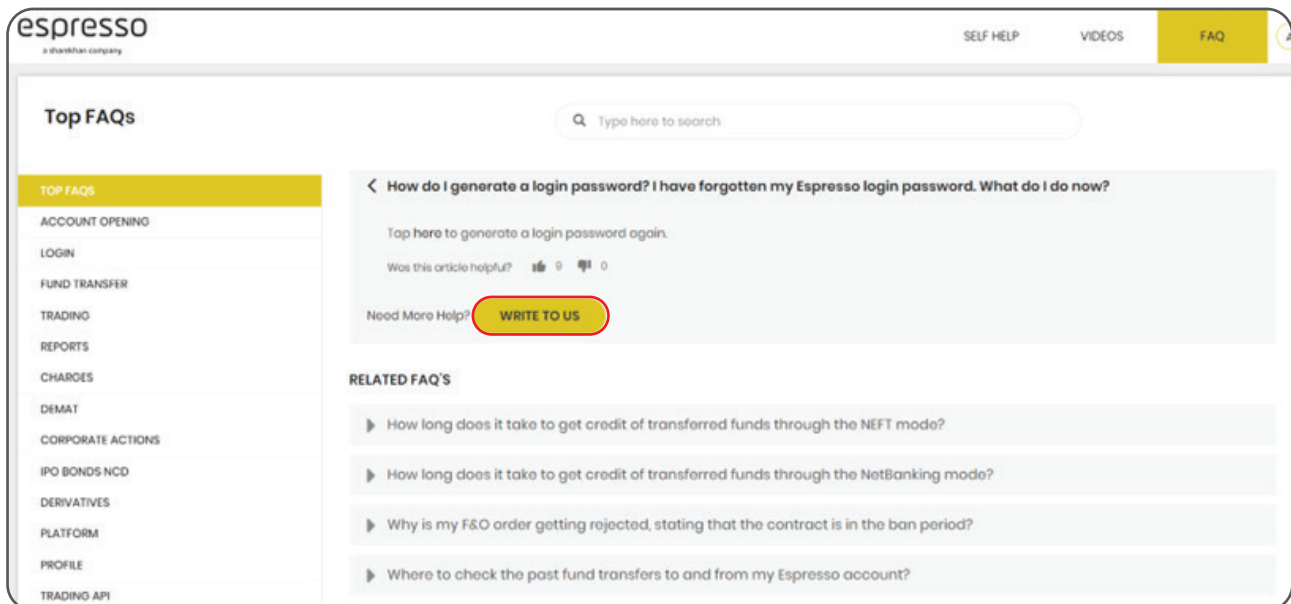 espresso
a sharekhan company
SELF HELP
VIDEOS
FAQ
Top FAQs
Type here to search
TOP FAQS
ACCOUNT OPENING
LOGIN
FUND TRANSFER
TRADING
REPORTS
CHARGES
DEMAT
CORPORATE ACTIONS
IPO BONDS NCD
DERIVATIVES
PLATFORM
PROFILE
TRADING API
How do I generate a login password? I have forgotten my Espresso login password. What do I do now?
Tap here to generate a login password again.
Was this article helpful? 9 0
Need More Help? WRITE TO US
RELATED FAQ'S
How long does it take to get credit of transferred funds through the NEFT mode?
How long does it take to get credit of transferred funds through the NetBanking mode?
Why is my F&O order getting rejected, stating that the contract is in the ban period?
Where to check the past fund transfers to and from my Espresso account?